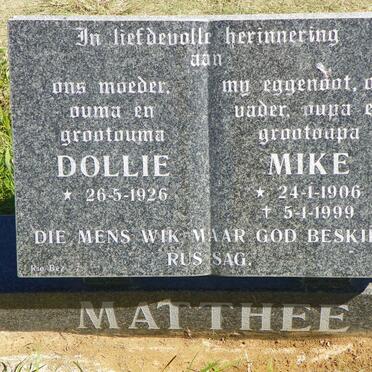 In liefdevolle herinnering
aan
ons moeder,
ouma en
grootouma
DOLLIE
* 26-5-1926
my eggenoot,
vader, oupa
grootoupa
MIKE
* 24-1-1906
† 5-1-1999
DIE MENS WIK MAAR GOD
RUS SAG.
MATTHEE